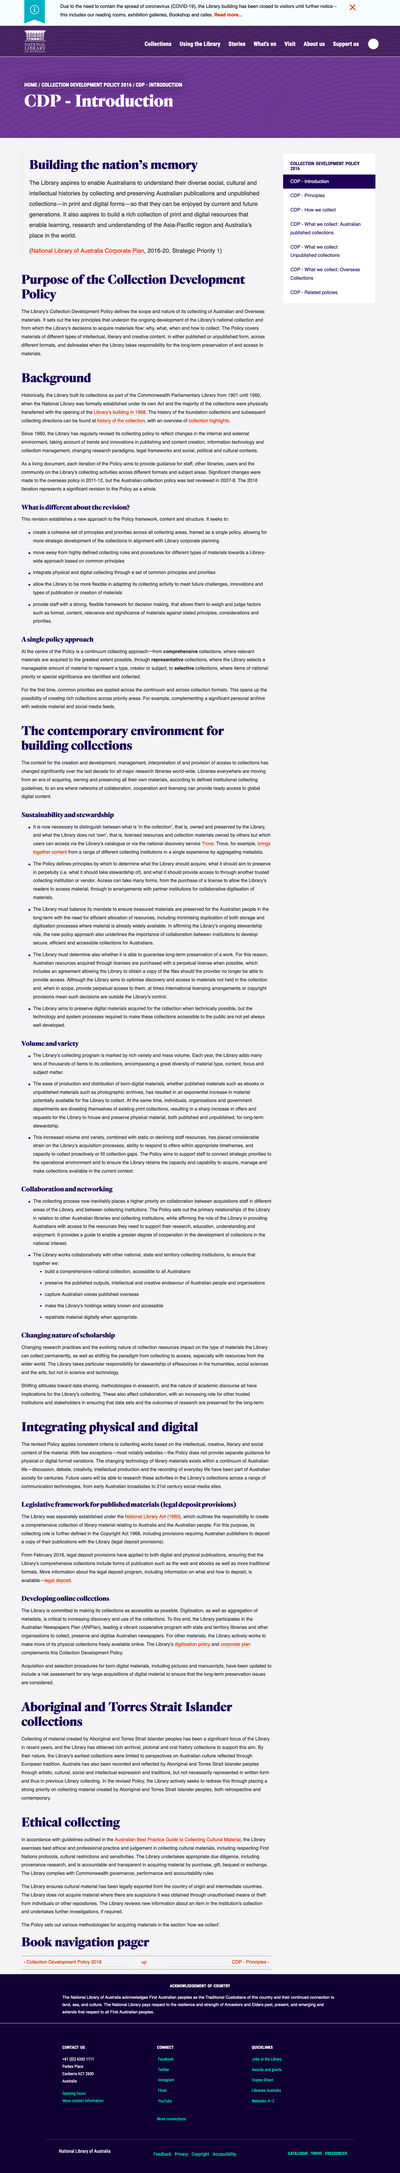 Due to the need to contain the spread of coronavirus (COVID-19), the Library building has been closed to visitors until further notice –
this includes our reading rooms, exhibition galleries, Bookshop and cafes. Read more...
NATIONAL
LIBRARY
OF AUSTRALIA
Collections Using the Library Stories What's on Visit About us Support us
HOME / COLLECTION DEVELOPMENT POLICY 2016 / CDP - INTRODUCTION
CDP - Introduction
Building the nation's memory
The Library aspires to enable Australians to understand their diverse social, cultural and
intellectual histories by collecting and preserving Australian publications and unpublished
collections—in print and digital forms—so that they can be enjoyed by current and future
generations. It also aspires to build a rich collection of print and digital resources that
enable learning, research and understanding of the Asia-Pacific region and Australia's
place in the world.
(National Library of Australia Corporate Plan, 2016-20, Strategic Priority 1)
COLLECTION DEVELOPMENT POLICY
2016
CDP - Introduction
CDP - Principles
CDP - How we collect
CDP - What we collect: Australian
published collections
CDP - What we collect:
Unpublished collections
CDP - What we collect: Overseas
Collections
CDP - Related policies
Purpose of the Collection Development
Policy
The Library's Collection Development Policy defines the scope and nature of its collecting of Australian and Overseas
materials. It sets out the key principles that underpin the ongoing development of the Library's national collection and
from which the Library's decisions to acquire materials flow: why, what, when and how to collect. The Policy covers
materials of different types of intellectual, literary and creative content, in either published or unpublished form, across
different formats, and delineates when the Library takes responsibility for the long-term preservation of and access to
materials.
Background
Historically, the Library built its collections as part of the Commonwealth Parliamentary Library from 1901 until 1960,
when the National Library was formally established under its own Act and the majority of the collections were physically
transferred with the opening of the Library's building in 1968. The history of the foundation collections and subsequent
collecting directions can be found at history of the collection, with an overview of collection highlights.
Since 1960, the Library has regularly revised its collecting policy to reflect changes in the internal and external
environment, taking account of trends and innovations in publishing and content creation, information technology and
collection management, changing research paradigms, legal frameworks and social, political and cultural contexts.
As a living document, each iteration of the Policy aims to provide guidance for staff, other libraries, users and the
community on the Library's collecting activities across different formats and subject areas. Significant changes were
made to the overseas policy in 2011-12, but the Australian collection policy was last reviewed in 2007-8. The 2016
iteration represents a significant revision to the Policy as a whole.
What is different about the revision?
This revision establishes a new approach to the Policy framework, content and structure. It seeks to:
create a cohesive set of principles and priorities across all collecting areas, framed as a single policy, allowing for
more strategic development of the collections in alignment with Library corporate planning
move away from highly defined collecting rules and procedures for different types of materials towards a Library-
wide approach based on common principles
integrate physical and digital collecting through a set of common principles and priorities
allow the Library to be more flexible in adapting its collecting activity to meet future challenges, innovations and
types of publication or creation of materials
provide staff with a strong, flexible framework for decision making, that allows them to weigh and judge factors
such as format, content, relevance and significance of materials against stated principles, considerations and
priorities.
A single policy approach
At the centre of the Policy is a continuum collecting approach—from comprehensive collections, where relevant
materials are acquired to the greatest extent possible, through representative collections, where the Library selects a
manageable amount of material to represent a type, creator or subject, to selective collections, where items of national
priority or special significance are identified and collected.
For the first time, common priorities are applied across the continuum and across collection formats. This opens up the
possibility of creating rich collections across priority areas. For example, complementing a significant personal archive
with website material and social media feeds.
The contemporary environment for
building collections
The context for the creation and development, management, interpretation of and provision of access to collections has
changed significantly over the last decade for all major research libraries world-wide. Libraries everywhere are moving
from an era of acquiring, owning and preserving all their own materials, according to defined institutional collecting
guidelines, to an era where networks of collaboration, cooperation and licensing can provide ready access to global
digital content.
Sustainability and stewardship
It is now necessary to distinguish between what is 'in the collection', that is, owned and preserved by the Library,
and what the Library does not 'own', that is, licensed resources and collection materials owned by others but which
users can access via the Library's catalogue or via the national discovery service Trove. Trove, for example, brings
together content from a range of different collecting institutions in a single experience by aggregating metadata.
The Policy defines principles by which to determine what the Library should acquire, what it should aim to preserve
in perpetuity (i.e. what it should take stewardship of), and what it should provide access to through another trusted
collecting institution or vendor. Access can take many forms, from the purchase of a license to allow the Library's
readers to access material, through to arrangements with partner institutions for collaborative digitisation of
materials.
The Library must balance its mandate to ensure treasured materials are preserved for the Australian people in the
long-term with the need for efficient allocation of resources, including minimising duplication of both storage and
digitisation processes where material is already widely available. In affirming the Library's ongoing stewardship
role, the new policy approach also underlines the importance of collaboration between institutions to develop
secure, efficient and accessible collections for Australians.
The Library must determine also whether it is able to guarantee long-term preservation of a work. For this reason,
Australian resources acquired through licenses are purchased with a perpetual license when possible, which
includes an agreement allowing the Library to obtain a copy of the files should the provider no longer be able to
provide access. Although the Library aims to optimise discovery and access to materials not held in the collection
and, when in scope, provide perpetual access to them, at times international licensing arrangements or copyright
provisions mean such decisions are outside the Library's control.
The Library aims to preserve digital materials acquired for the collection when technically possible, but the
technology and system processes required to make these collections accessible to the public are not yet always
well developed.
Volume and variety
The Library's collecting program is marked by rich variety and mass volume. Each year, the Library adds many
tens of thousands of items to its collections, encompassing a great diversity of material type, content, focus and
subject matter.
The ease of production and distribution of born-digital materials, whether published materials such as ebooks or
unpublished materials such as photographic archives, has resulted in an exponential increase in material
potentially available for the Library to collect. At the same time, individuals, organisations and government
departments are divesting themselves of existing print collections, resulting in a sharp increase in offers and
requests for the Library to house and preserve physical material, both published and unpublished, for long-term
stewardship.
This increased volume and variety, combined with static or declining staff resources, has placed considerable
strain on the Library's acquisition processes, ability to respond to offers within appropriate timeframes, and
capacity to collect proactively or fill collection gaps. The Policy aims to support staff to connect strategic priorities to
the operational environment and to ensure the Library retains the capacity and capability to acquire, manage and
make collections available in the current context.
Collaboration and networking
The collecting process now inevitably places a higher priority on collaboration between acquisitions staff in different
areas of the Library, and between collecting institutions. The Policy sets out the primary responsibilities of the Library
in relation to other Australian libraries and collecting institutions, while affirming the role of the Library in providing
Australians with access to the resources they need to support their research, education, understanding and
enjoyment. It provides a guide to enable a greater degree of cooperation in the development of collections in the
national interest.
The Library works collaboratively with other national, state and territory collecting institutions, to ensure that
together we:
build a comprehensive national collection, accessible to all Australians
preserve the published outputs, intellectual and creative endeavour of Australian people and organisations
capture Australian voices published overseas
make the Library's holdings widely known and accessible
repatriate material digitally when appropriate.
Changing nature of scholarship
Changing research practices and the evolving nature of collection resources impact on the type of materials the Library
can collect permanently, as well as shifting the paradigm from collecting to access, especially with resources from the
wider world. The Library takes particular responsibility for stewardship of eResources in the humanities, social sciences
and the arts, but not in science and technology.
Shifting attitudes toward data sharing, methodologies in research, and the nature of academic discourse all have
implications for the Library's collecting. These also affect collaboration, with an increasing role for other trusted
institutions and stakeholders in ensuring that data sets and the outcomes of research are preserved for the long-term.
Integrating physical and digital
The revised Policy applies consistent criteria to collecting works based on the intellectual, creative, literary and social
content of the material. With few exceptions—most notably websites—the Policy does not provide separate guidance for
physical or digital format variations. The changing technology of library materials exists within a continuum of Australian
life—discussion, debate, creativity, intellectual production and the recording of everyday life have been part of Australian
society for centuries. Future users will be able to research these activities in the Library's collections across a range of
communication technologies, from early Australian broadsides to 21st century social media sites.
Legislative framework for published materials (legal deposit provisions)
The Library was separately established under the National Library Act (1960), which outlines the responsibility to create
a comprehensive collection of library material relating to Australia and the Australian people. For this purpose, its
collecting role is further defined in the Copyright Act 1968, including provisions requiring Australian publishers to deposit
a copy of their publications with the Library (legal deposit provisions).
From February 2016, legal deposit provisions have applied to both digital and physical publications, ensuring that the
Library's comprehensive collections include forms of publication such as the web and ebooks as well as more traditional
formats. More information about the legal deposit program, including information on what and how to deposit, is
available—legal deposit.
Developing online collections
The Library is committed to making its collections as accessible as possible. Digitisation, as well as aggregation of
metadata, is critical to increasing discovery and use of the collections. To this end, the Library participates in the
Australian Newspapers Plan (ANPlan), leading a vibrant cooperative program with state and territory libraries and other
organisations to collect, preserve and digitise Australian newspapers. For other materials, the Library actively works to
make more of its physical collections freely available online. The Library's digitisation policy and corporate plan
complements this Collection Development Policy.
Acquisition and selection procedures for born digital materials, including pictures and manuscripts, have been updated to
include a risk assessment for any large acquisitions of digital material to ensure that the long-term preservation issues
are considered.
Aboriginal and Torres Strait Islander
collections
Collecting of material created by Aboriginal and Torres Strait Islander peoples has been a significant focus of the Library
in recent years, and the Library has obtained rich archival, pictorial and oral history collections to support this aim. By
their nature, the Library's earliest collections were limited to perspectives on Australian culture reflected through
European tradition. Australia has also been recorded and reflected by Aboriginal and Torres Strait Islander peoples
through artistic, cultural, social and intellectual expression and traditions, but not necessarily represented in written form
and thus in previous Library collecting. In the revised Policy, the Library actively seeks to redress this through placing a
strong priority on collecting material created by Aboriginal and Torres Strait Islander peoples, both retrospective and
contemporary.
Ethical collecting
In accordance with guidelines outlined in the Australian Best Practice Guide to Collecting Cultural Material, the Library
exercises best ethical and professional practice and judgement in collecting cultural materials, including respecting First
Nations protocols, cultural restrictions and sensitivities. The Library undertakes appropriate due diligence, including
provenance research, and is accountable and transparent in acquiring material by purchase, gift, bequest or exchange.
The Library complies with Commonwealth governance, performance and accountability rules.
The Library ensures cultural material has been legally exported from the country of origin and intermediate countries.
The Library does not acquire material where there are suspicions it was obtained through unauthorised means or theft
from individuals or other repositories. The Library reviews new information about an item in the institution's collection
and undertakes further investigations, if required.
The Policy sets out various methodologies for acquiring materials in the section 'how we collect'.
Book navigation pager
‹ Collection Development Policy 2016 up CDP - Principles ›
ACKNOWLEDGEMENT OF COUNTRY
The National Library of Australia acknowledges First Australian peoples as the Traditional Custodians of this country and their continued connection to
land, sea, and culture. The National Library pays respect to the resilience and strength of Ancestors and Elders past, present, and emerging and
extends that respect to all First Australian peoples.
CONTACT US
+61 (0)2 6262 1111
Parkes Place
Canberra ACT 2600
Australia
Opening hours
More contact information
CONNECT
Facebook
Twitter
Instagram
Flickr
YouTube
More connections
QUICKLINKS
Jobs at the Library
Awards and grants
Copies Direct
Libraries Australia
Websites A–Z
National Library of Australia Feedback Privacy Copyright Accessibility CATALOGUE TROVE ERESOURCES